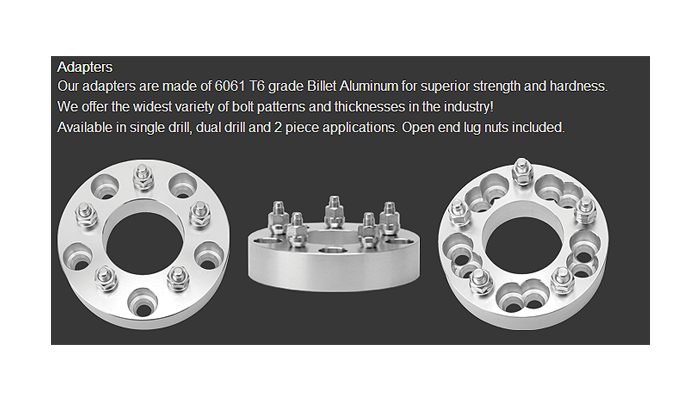 Adapters
Our adapters are made of 6061 T6 grade Billet Aluminum for superior strength and hardness.
We offer the widest variety of bolt patterns and thicknesses in the industry!
Available in single drill, dual drill and 2 piece applications. Open end lug nuts included.